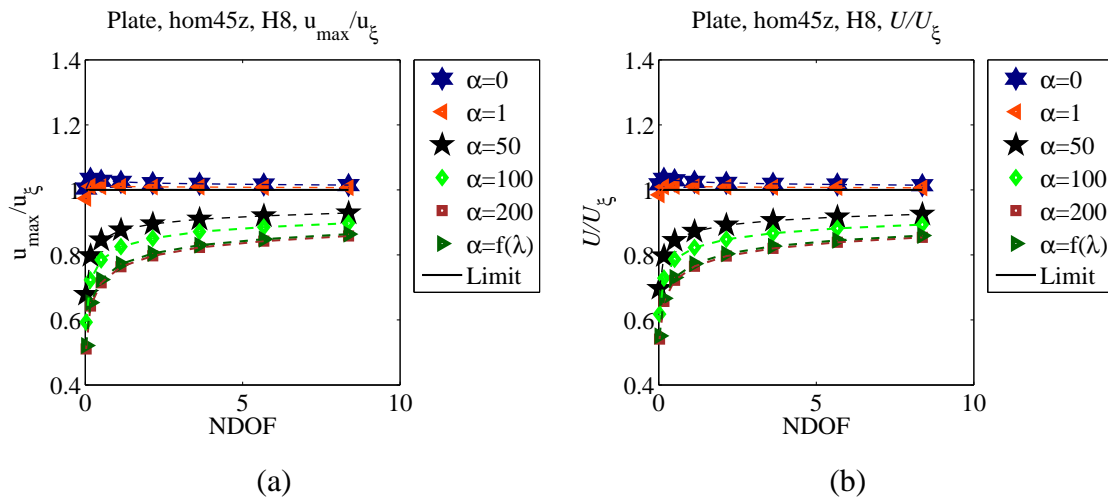 Plate, hom45z, H8, u_max/u_ξ
1.4
1.2
1
0.8
0.6
0.4
u_max/u_ξ
0
5
10
NDOF
α=0
α=1
α=50
α=100
α=200
α=f(λ)
Limit
(a)
Plate, hom45z, H8, U/U_ξ
1.4
1.2
1
0.8
0.6
0.4
U/U_ξ
0
5
10
NDOF
α=0
α=1
α=50
α=100
α=200
α=f(λ)
Limit
(b)